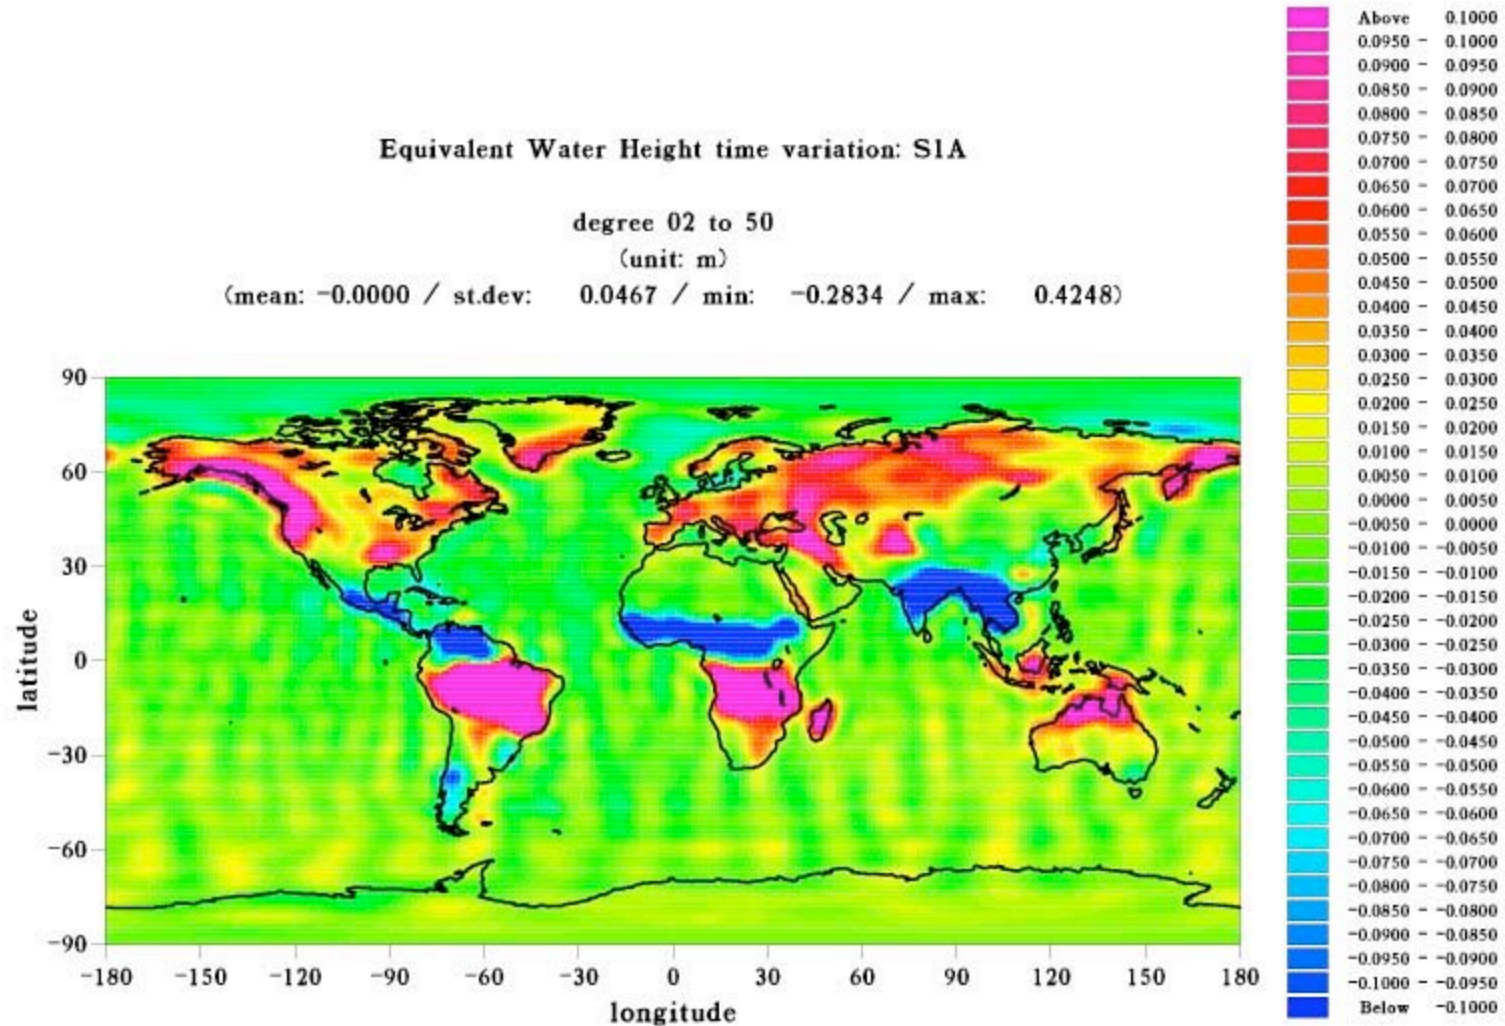 Equivalent Water Height time variation: S1A
degree 02 to 50
(unit: m)
(mean: -0.0000 / st.dev: 0.0467 / min: -0.2834 / max: 0.4248)
90
60
30
0
-30
-60
-90
latitude
-180 -150 -120 -90 -60 -30 0 30 60 90 120 150 180
longitude
Above 0.1000
0.0950 - 0.1000
0.0900 - 0.0950
0.0850 - 0.0900
0.0800 - 0.0850
0.0750 - 0.0800
0.0700 - 0.0750
0.0650 - 0.0700
0.0600 - 0.0650
0.0550 - 0.0600
0.0500 - 0.0550
0.0450 - 0.0500
0.0400 - 0.0450
0.0350 - 0.0400
0.0300 - 0.0350
0.0250 - 0.0300
0.0200 - 0.0250
0.0150 - 0.0200
0.0100 - 0.0150
0.0050 - 0.0100
0.0000 - 0.0050
-0.0050 - 0.0000
-0.0100 - -0.0050
-0.0150 - -0.0100
-0.0200 - -0.0150
-0.0250 - -0.0200
-0.0300 - -0.0250
-0.0350 - -0.0300
-0.0400 - -0.0350
-0.0450 - -0.0400
-0.0500 - -0.0450
-0.0550 - -0.0500
-0.0600 - -0.0550
-0.0650 - -0.0600
-0.0700 - -0.0650
-0.0750 - -0.0700
-0.0800 - -0.0750
-0.0850 - -0.0800
-0.0900 - -0.0850
-0.0950 - -0.0900
-0.1000 - -0.0950
Below -0.1000